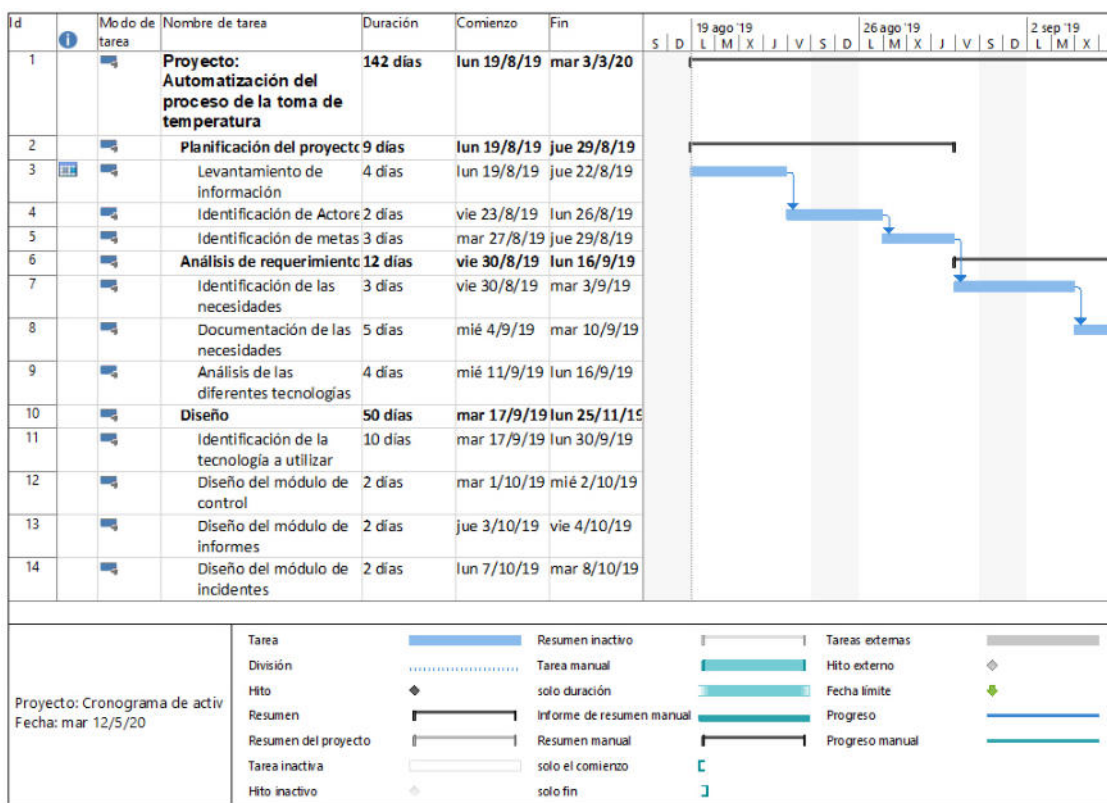 Id
Modo de tarea
Nombre de tarea
Duración
Comienzo
Fin
19 ago '19
26 ago '19
2 sep '19
S D L M X J V S D L M X J V S D L M X
1
Proyecto:
Automatización del
proceso de la toma de
temperatura
142 días
lun 19/8/19
mar 3/3/20
2
Planificación del proyecto
9 días
lun 19/8/19
jue 29/8/19
3
Levantamiento de
información
4 días
lun 19/8/19
jue 22/8/19
4
Identificación de Actore
2 días
vie 23/8/19
lun 26/8/19
5
Identificación de metas
3 días
mar 27/8/19
jue 29/8/19
6
Análisis de requerimiento
12 días
vie 30/8/19
lun 16/9/19
7
Identificación de las
necesidades
3 días
vie 30/8/19
mar 3/9/19
8
Documentación de las
necesidades
5 días
mié 4/9/19
mar 10/9/19
9
Análisis de las
diferentes tecnologías
4 días
mié 11/9/19
lun 16/9/19
10
Diseño
50 días
mar 17/9/19
lun 25/11/19
11
Identificación de la
tecnología a utilizar
10 días
mar 17/9/19
lun 30/9/19
12
Diseño del módulo de
control
2 días
mar 1/10/19
mié 2/10/19
13
Diseño del módulo de
informes
2 días
jue 3/10/19
vie 4/10/19
14
Diseño del módulo de
incidentes
2 días
lun 7/10/19
mar 8/10/19
Proyecto: Cronograma de activ
Fecha: mar 12/5/20
Tarea
División
Hito
Resumen
Resumen del proyecto
Tarea inactiva
Hito inactivo
Resumen inactivo
Tarea manual
solo duración
Informe de resumen manual
Resumen manual
solo el comienzo
solo fin
Tareas externas
Hito externo
Fecha límite
Progreso
Progreso manual